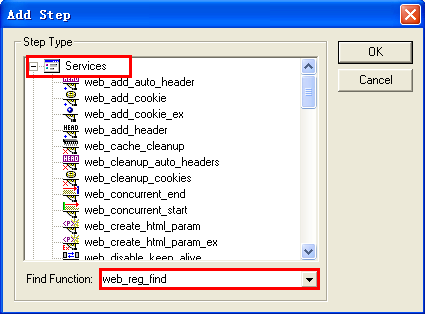 Add Step
Step Type
Services
web_add_auto_header
web_add_cookie
web_add_cookie_ex
web_add_header
web_cache_cleanup
web_cleanup_auto_headers
web_cleanup_cookies
web_concurrent_end
web_concurrent_start
web_create_html_param
web_create_html_param_ex
web_disable_keep_alive
Find Function: web_reg_find
OK
Cancel